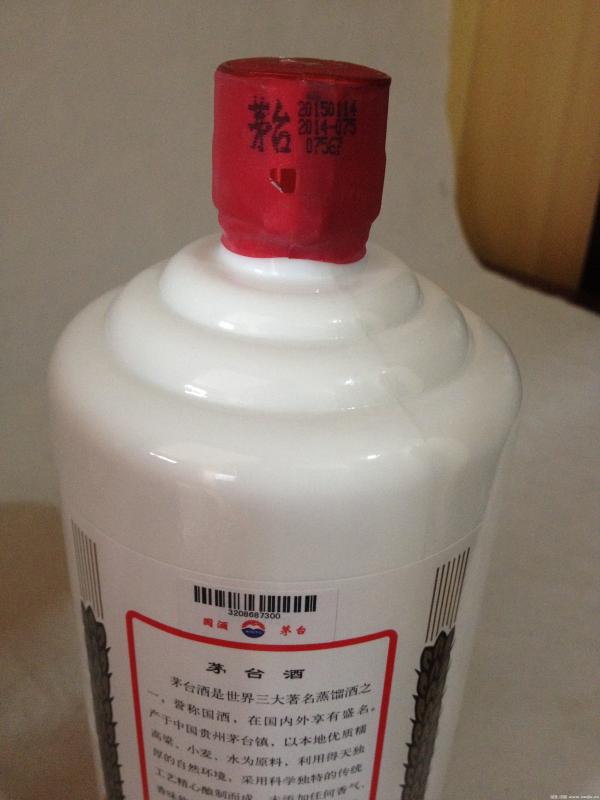 茅台
20150114
2014-075
07567
3208687300
国酒 茅台
茅台酒
茅台酒是世界三大著名蒸馏酒之
一，誉称国酒，在国内外享有盛名。
产于中国贵州茅台镇，以本地优质糯
高粱、小麦、水为原料，利用得天独
厚的自然环境，采用科学独特的传统
工艺精心酿制而成，未添加任何香气、
香味